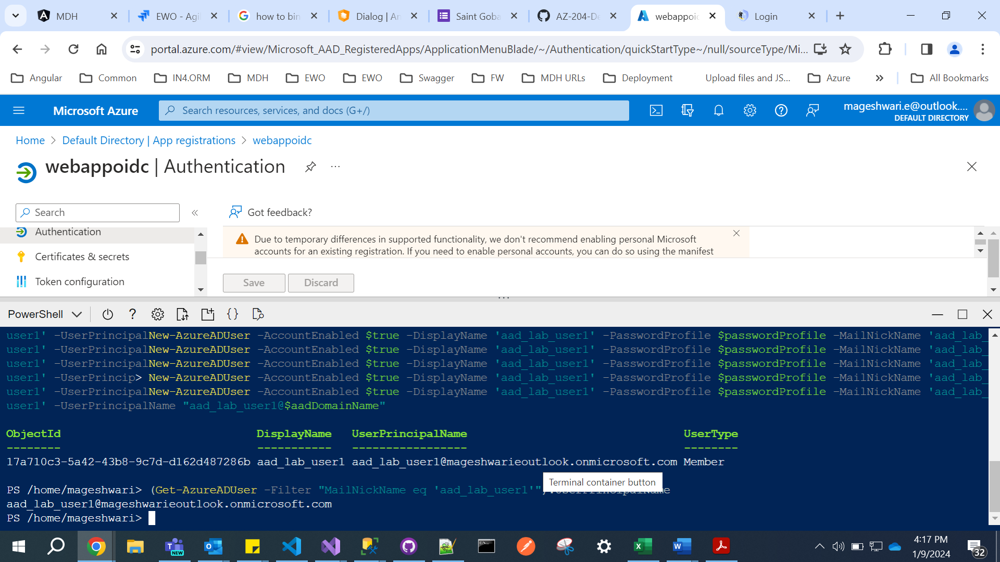 MDH
EWO - Agi
how to bin
Dialog | An
Saint Goba
AZ-204-De
webappoid
Login
portal.azure.com/#view/Microsoft_AAD_RegisteredApps/ApplicationMenuBlade/~/Authentication/quickStartType~/null/sourceType/Mi...
Angular
Common
IN4.ORM
MDH
EWO
EWO
Swagger
FW
MDH URLs
Deployment
Upload files and JS...
Azure
»
All Bookmarks
Microsoft Azure
Search resources, services, and docs (G+/)
mageshwari.e@outlook....
DEFAULT DIRECTORY
Home > Default Directory | App registrations > webappoidc
webappoidc | Authentication
Search
Got feedback?
Authentication
Certificates & secrets
Token configuration
Due to temporary differences in supported functionality, we don't recommend enabling personal Microsoft
accounts for an existing registration. If you need to enable personal accounts, you can do so using the manifest
Save
Discard
PowerShell
user1' -UserPrincipalNew-AzureADUser -AccountEnabled $true -DisplayName 'aad_lab_user1' -PasswordProfile $passwordProfile -MailNickName 'aad_lab_
user1' -UserPrincipalNew-AzureADUser -AccountEnabled $true -DisplayName 'aad_lab_user1' -PasswordProfile $passwordProfile -MailNickName 'aad_lab_
user1' -UserPrincipalNew-AzureADUser -AccountEnabled $true -DisplayName 'aad_lab_user1' -PasswordProfile $passwordProfile -MailNickName 'aad_lab_
user1' -UserPrincip> New-AzureADUser -AccountEnabled $true -DisplayName 'aad_lab_user1' -PasswordProfile $passwordProfile -MailNickName 'aad_lab_
user1' -UserPrincipalNew-AzureADUser -AccountEnabled $true -DisplayName 'aad_lab_user1' -PasswordProfile $passwordProfile -MailNickName 'aad_lab_
user1' -UserPrincipalName "aad_lab_user1@$aadDomainName"
ObjectId DisplayName UserPrincipalName UserType
-------- ----------- ----------------- --------
17a710c3-5a42-43b8-9c7d-d162d487286b aad_lab_user1 aad_lab_user1@mageshwarieoutlook.onmicrosoft.com Member
Terminal container button
PS /home/mageshwari> (Get-AzureADUser -Filter "MailNickName eq 'aad_lab_user1'").UserPrincipalName
aad_lab_user1@mageshwarieoutlook.onmicrosoft.com
PS /home/mageshwari>
NEW
4:17 PM
1/9/2024
32